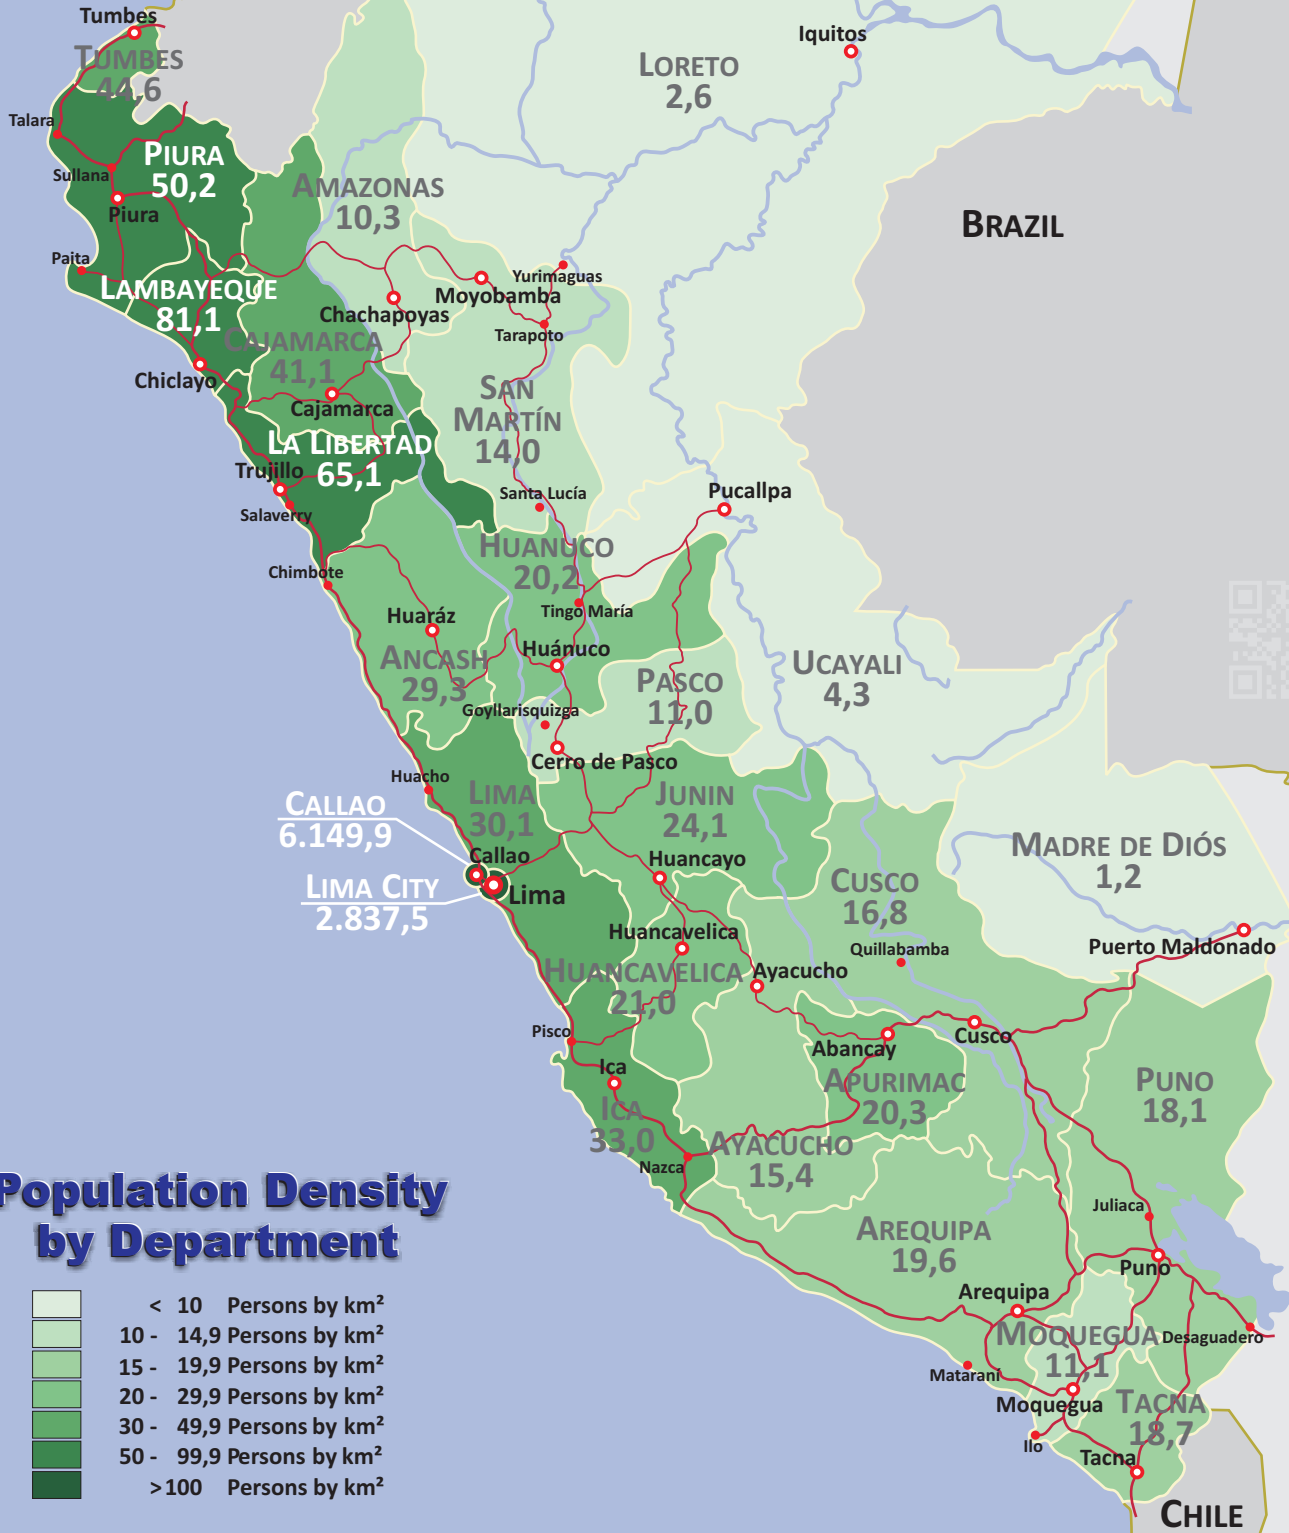 Tumbes
TUMBES
44,6
Iquitos
LORETO
2,6
Talara
PIURA
50,2
Sullana
Piura
AMAZONAS
10,3
BRAZIL
Paita
LAMBAYEQUE
81,1
Yurimaguas
Moyobamba
Chachapoyas
Tarapoto
CAJAMARCA
41,1
Chiclayo
Cajamarca
SAN
MARTÍN
14,0
LA LIBERTAD
65,1
Trujillo
Salaverry
Santa Lucía
Pucallpa
HUANUCO
20,2
Chimbote
Tingo María
Huaráz
ANCASH
29,3
Huánuco
UCAYALI
4,3
PASCO
11,0
Goyllarisquizga
Cerro de Pasco
Huacho
LIMA
30,1
JUNIN
24,1
CALLAO
6.149,9
Callao
LIMA CITY
2.837,5
Lima
Huancayo
MADRE DE DIÓS
1,2
CUSCO
16,8
Huancavelica
Quillabamba
Puerto Maldonado
HUANCAVELICA
21,0
Ayacucho
Pisco
Abancay
Cusco
Ica
ICA
33,0
APURIMAC
20,3
PUNO
18,1
Nazca
AYACUCHO
15,4
Juliaca
AREQUIPA
19,6
Puno
Arequipa
MOQUEGUA
11,1
Desaguadero
Mataraní
Moquegua
TACNA
18,7
Ilo
Tacna
CHILE
Population Density
by Department
< 10 Persons by km²
10 - 14,9 Persons by km²
15 - 19,9 Persons by km²
20 - 29,9 Persons by km²
30 - 49,9 Persons by km²
50 - 99,9 Persons by km²
>100 Persons by km²